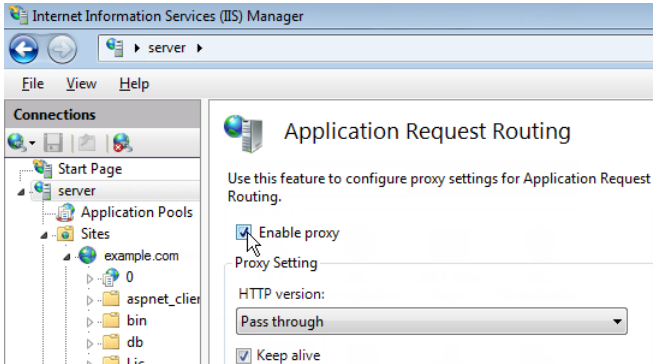 Internet Information Services (IIS) Manager
server
File View Help
Connections
Start Page
server
Application Pools
Sites
example.com
0
aspnet_clien
bin
db
Application Request Routing
Use this feature to configure proxy settings for Application Request
Routing.
Enable proxy
Proxy Setting
HTTP version:
Pass through
Keep alive